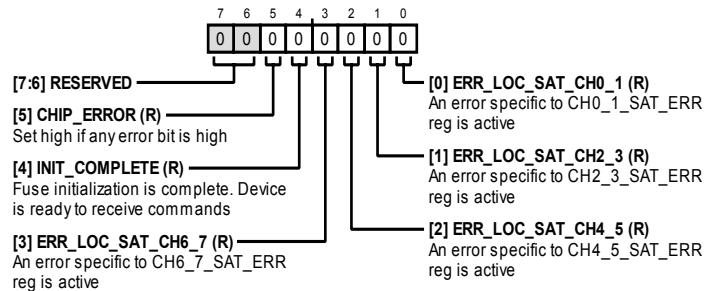 7 6 5 4 3 2 1 0
0 0 0 0 0 0 0 0
[7:6] RESERVED
[5] CHIP_ERROR (R)
Set high if any error bit is high
[4] INIT_COMPLETE (R)
Fuse initialization is complete. Device
is ready to receive commands
[3] ERR_LOC_SAT_CH6_7 (R)
An error specific to CH6_7_SAT_ERR
reg is active
[0] ERR_LOC_SAT_CH0_1 (R)
An error specific to CH0_1_SAT_ERR
reg is active
[1] ERR_LOC_SAT_CH2_3 (R)
An error specific to CH2_3_SAT_ERR
reg is active
[2] ERR_LOC_SAT_CH4_5 (R)
An error specific to CH4_5_SAT_ERR
reg is active